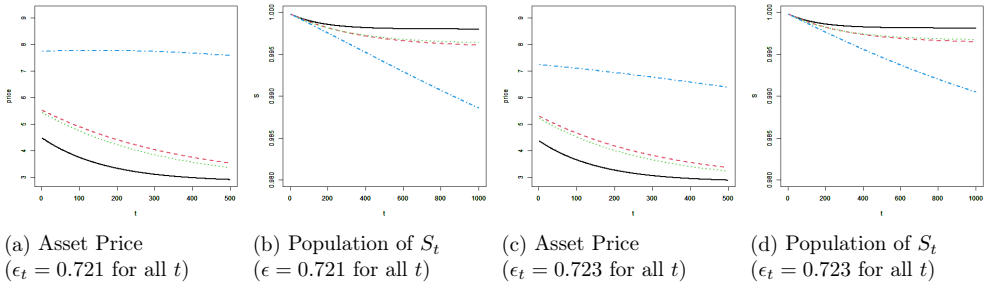 price
9
8
7
6
5
4
3
0 100 200 300 400 500
t
S
1.000
0.995
0.990
0.985
0.980
0 200 400 600 800 1000
t
price
9
8
7
6
5
4
3
0 100 200 300 400 500
t
S
1.000
0.995
0.990
0.985
0.980
0 200 400 600 800 1000
t
(a) Asset Price
(ϵt = 0.721 for all t)
(b) Population of St
(ϵ = 0.721 for all t)
(c) Asset Price
(ϵt = 0.723 for all t)
(d) Population of St
(ϵt = 0.723 for all t)